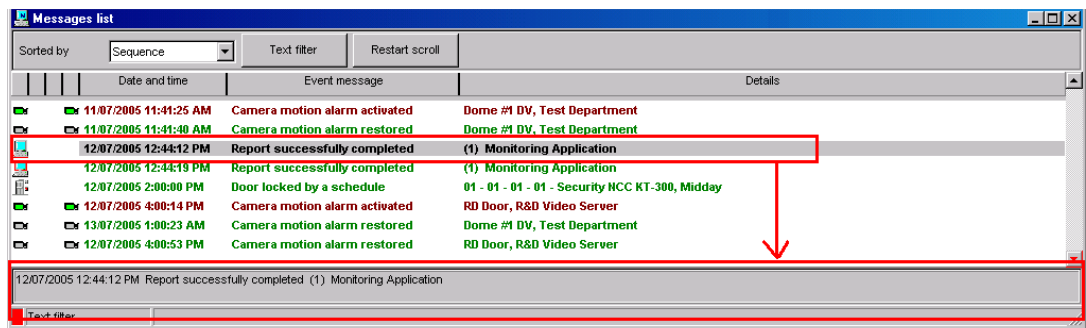 Messages list
Sorted by Sequence Text filter Restart scroll
Date and time Event message Details
11/07/2005 11:41:25 AM Camera motion alarm activated Dome #1 DV, Test Department
11/07/2005 11:41:40 AM Camera motion alarm restored Dome #1 DV, Test Department
12/07/2005 12:44:12 PM Report successfully completed (1) Monitoring Application
12/07/2005 12:44:19 PM Report successfully completed (1) Monitoring Application
12/07/2005 2:00:00 PM Door locked by a schedule 01 - 01 - 01 - 01 - Security NCC KT-300, Midday
12/07/2005 4:00:14 PM Camera motion alarm activated RD Door, R&D Video Server
13/07/2005 1:00:23 AM Camera motion alarm restored Dome #1 DV, Test Department
12/07/2005 4:00:53 PM Camera motion alarm restored RD Door, R&D Video Server
12/07/2005 12:44:12 PM Report successfully completed (1) Monitoring Application
Text filter